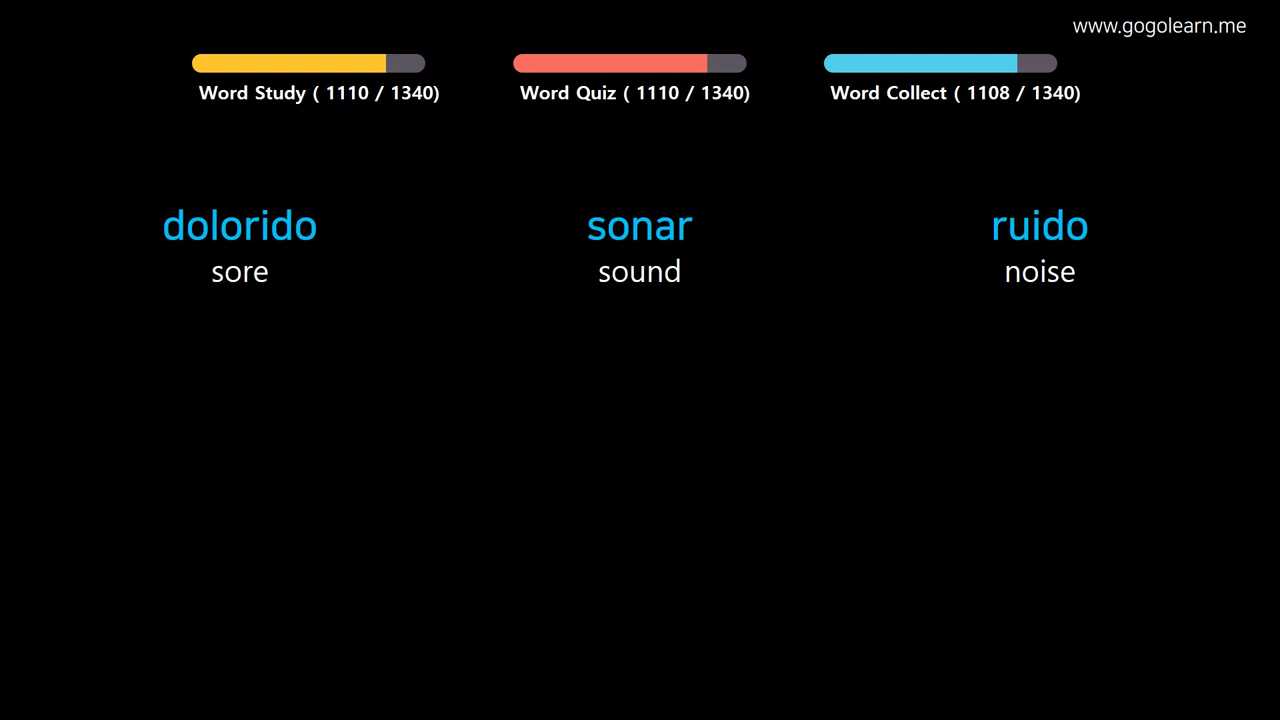 www.gogolearn.me
Word Study ( 1110 / 1340)
Word Quiz ( 1110 / 1340)
Word Collect ( 1108 / 1340)
dolorido
sore
sonar
sound
ruido
noise